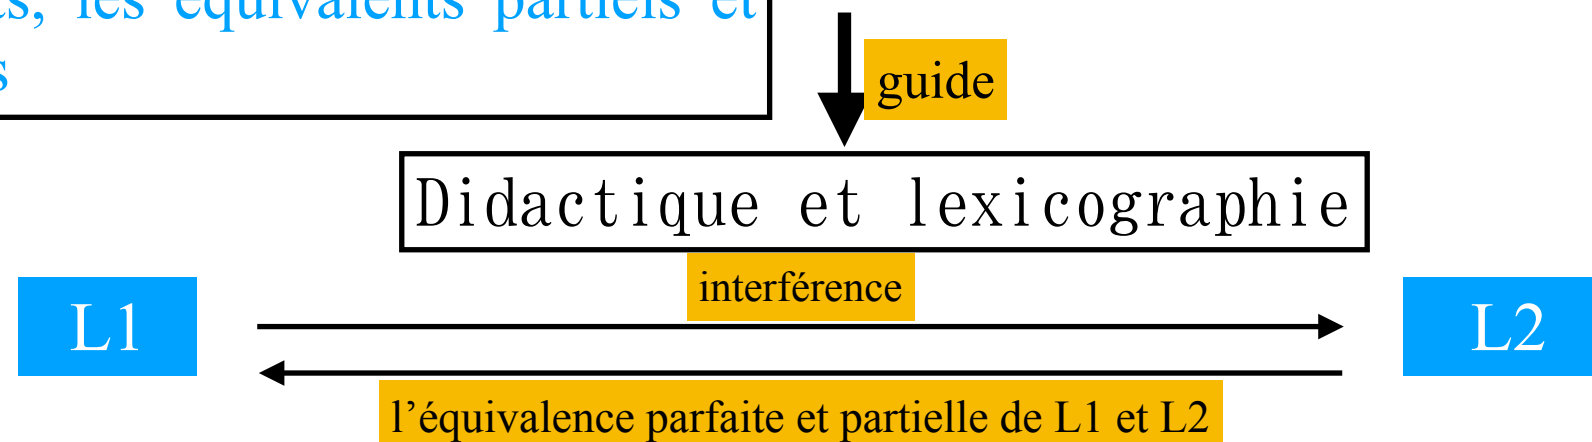 les équivalents partiels et
guide
Didactique et lexicographie
interférence
L1
L2
l’équivalence parfaite et partielle de L1 et L2